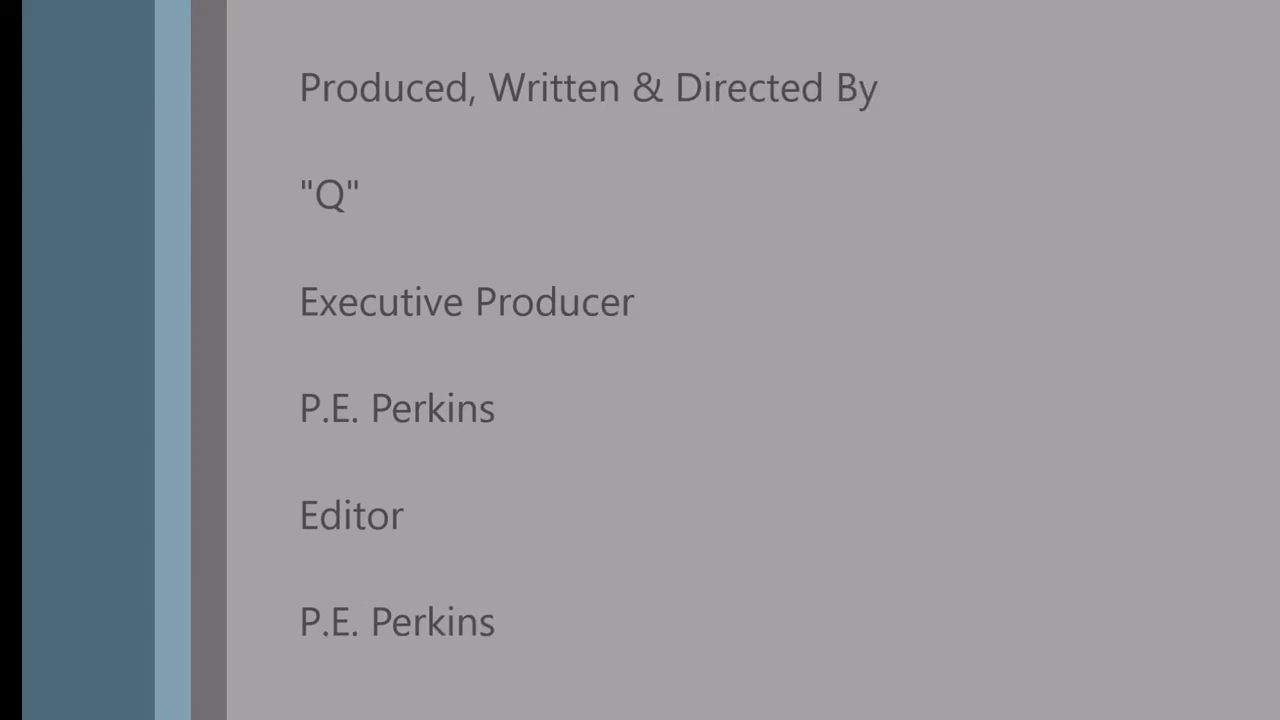 Produced, Written & Directed By
"Q"
Executive Producer
P.E. Perkins
Editor
P.E. Perkins